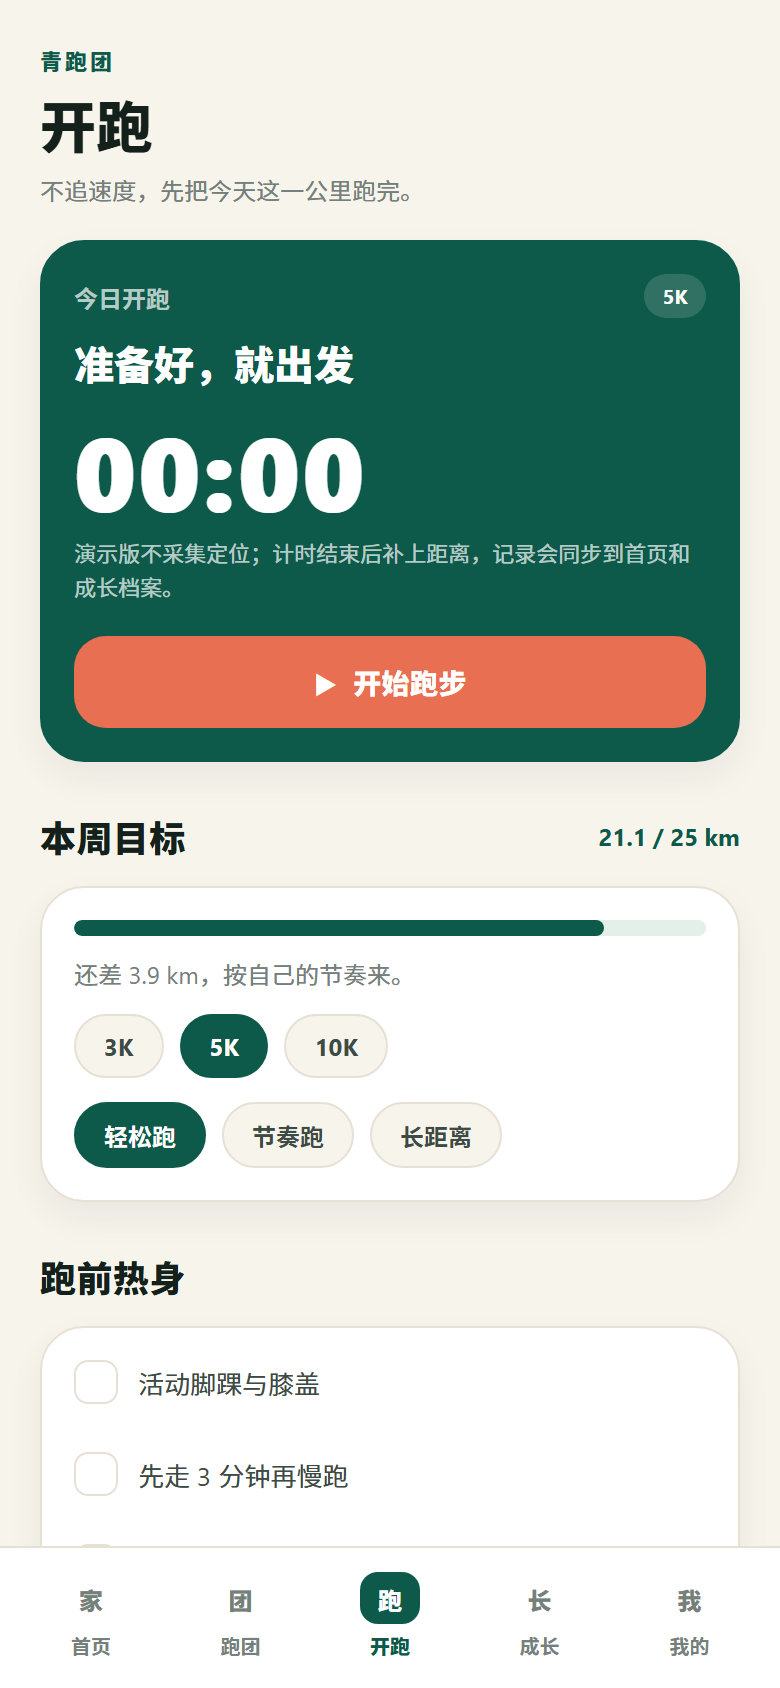 青跑团
开跑
不追速度，先把今天这一公里跑完。
今日开跑
5K
准备好，就出发
00:00
演示版不采集定位；计时结束后补上距离，记录会同步到首页和
成长档案。
▶ 开始跑步
本周目标
21.1 / 25 km
还差 3.9 km，按自己的节奏来。
3K 5K 10K
轻松跑 节奏跑 长距离
跑前热身
活动脚踝与膝盖
先走 3 分钟再慢跑
家 团 跑 长 我
首页 跑团 开跑 成长 我的